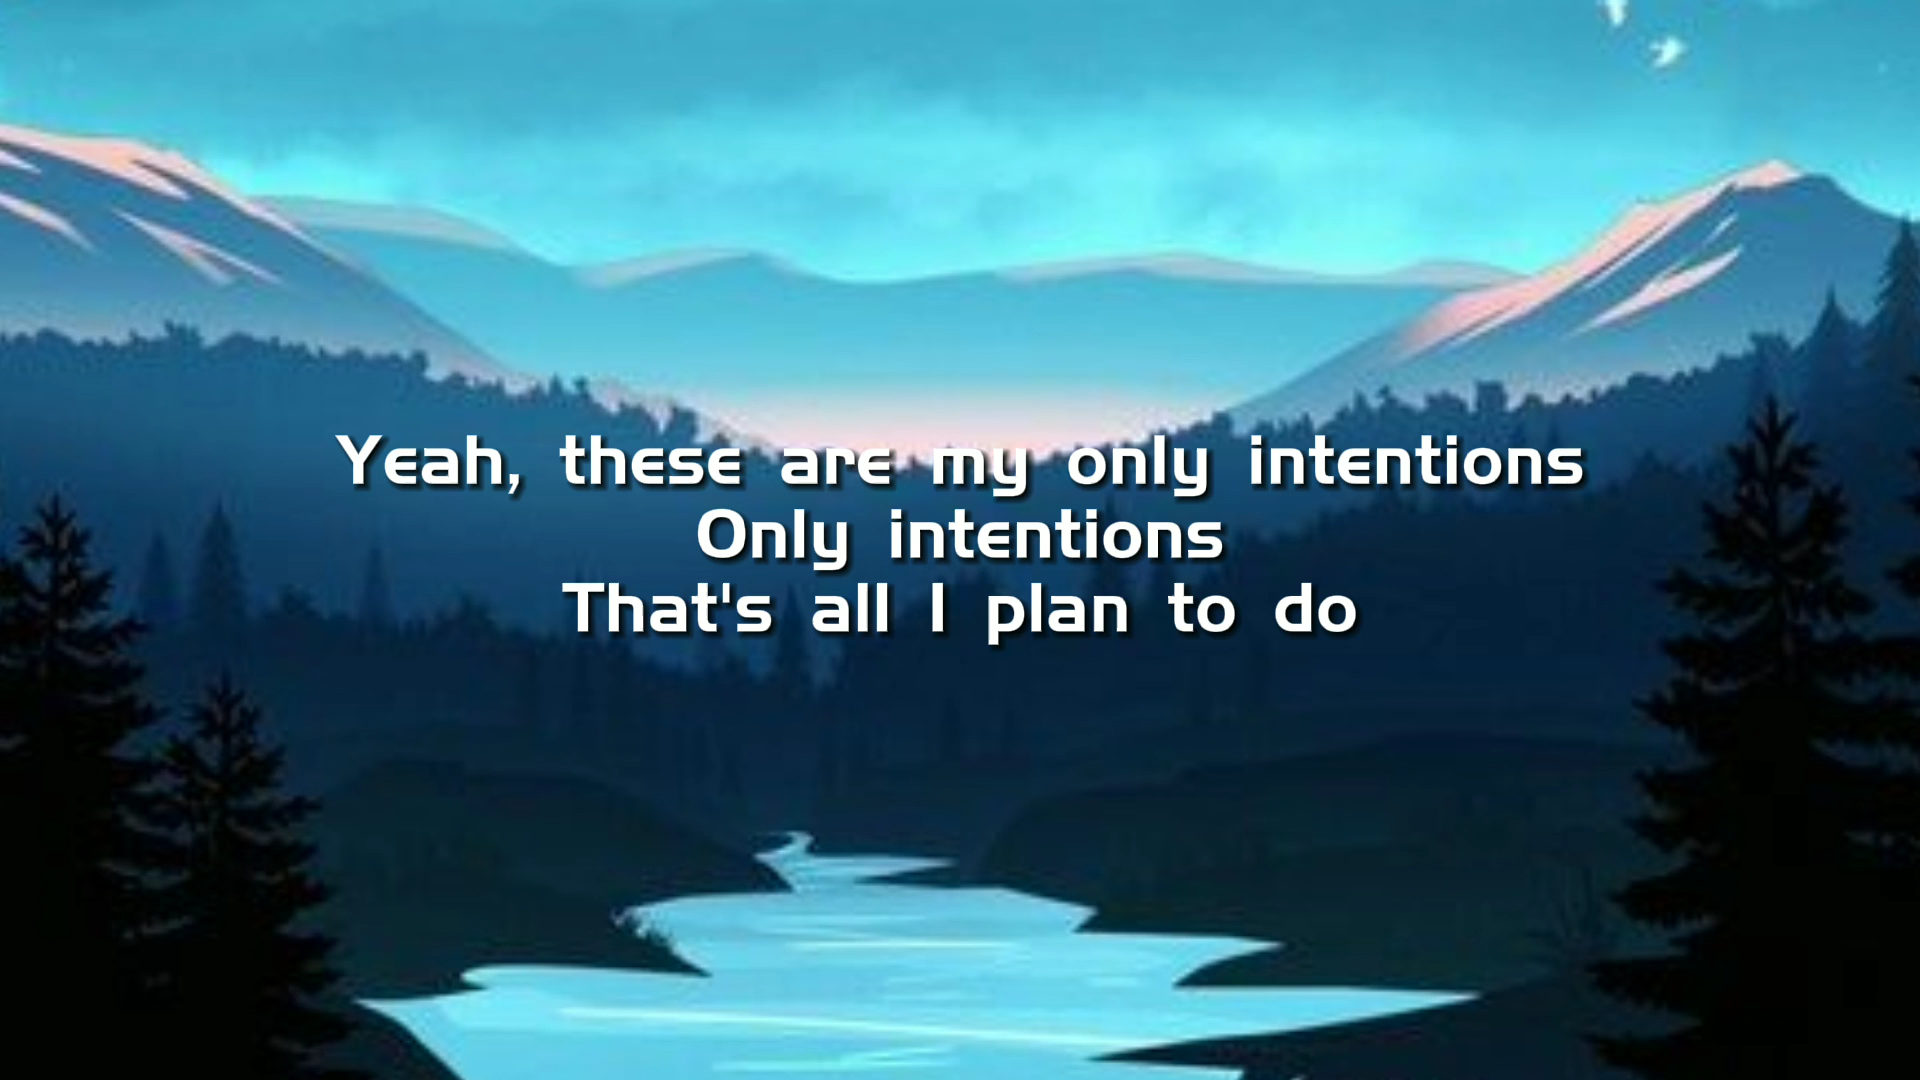 Yeah, these are my only intentions
Only intentions
That's all I plan to do